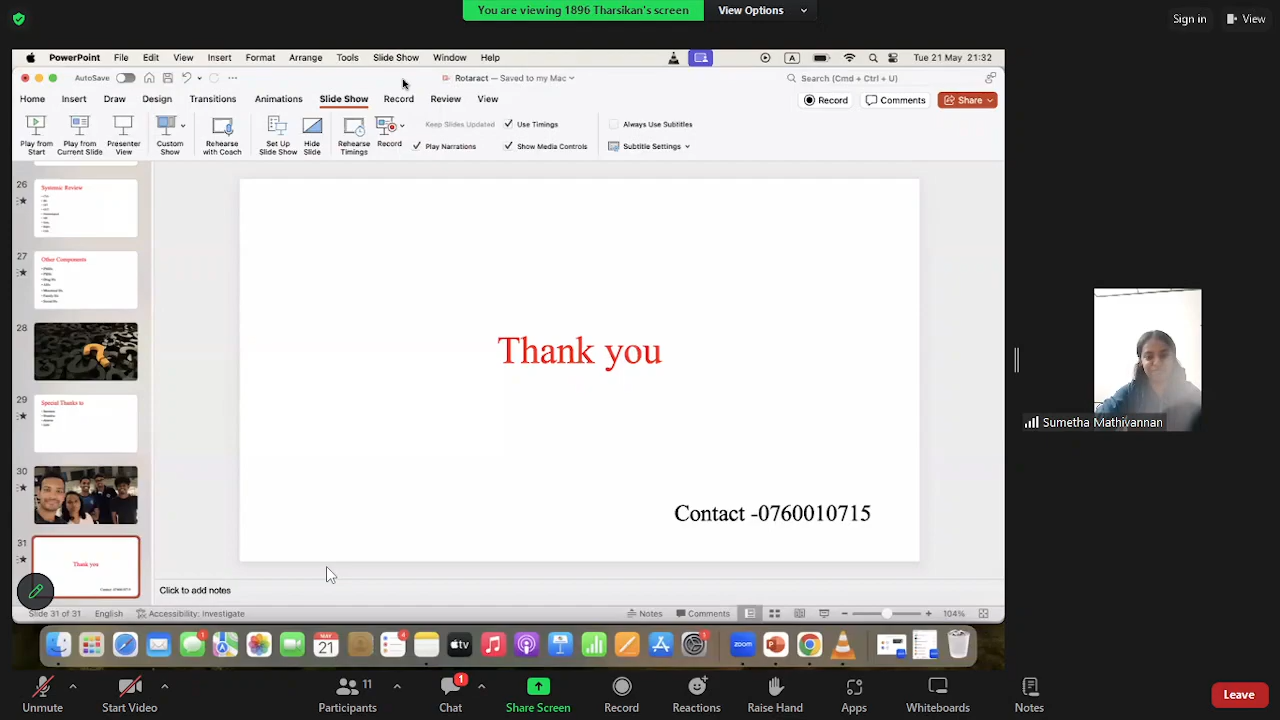 You are viewing 1896 Tharsikan's screen
View Options
Sign in
View
PowerPoint File Edit View Insert Format Arrange Tools Slide Show Window Help
A
Tue 21 May 21:32
AutoSave
Rotaract — Saved to my Mac
Search (Cmd + Ctrl + U)
Home Insert Draw Design Transitions Animations Slide Show Record Review View
Record
Comments
Share
Play from Start
Play from Current Slide
Presenter View
Custom Show
Rehearse with Coach
Set Up Slide Show
Hide Slide
Rehearse Timings
Record
Keep Slides Updated
Play Narrations
Use Timings
Show Media Controls
Always Use Subtitles
Subtitle Settings
26
Systemic Review
27
Other Components
28
29
Special Thanks to
30
31
Thank you
Contact -0760010715
Thank you
Contact -0760010715
Sumetha Mathivannan
Click to add notes
Slide 31 of 31
English
Accessibility: Investigate
Notes
Comments
104%
MAY
21
tv
zoom
Unmute
Start Video
Participants
11
Chat
1
Share Screen
Record
Reactions
Raise Hand
Apps
Whiteboards
Notes
Leave